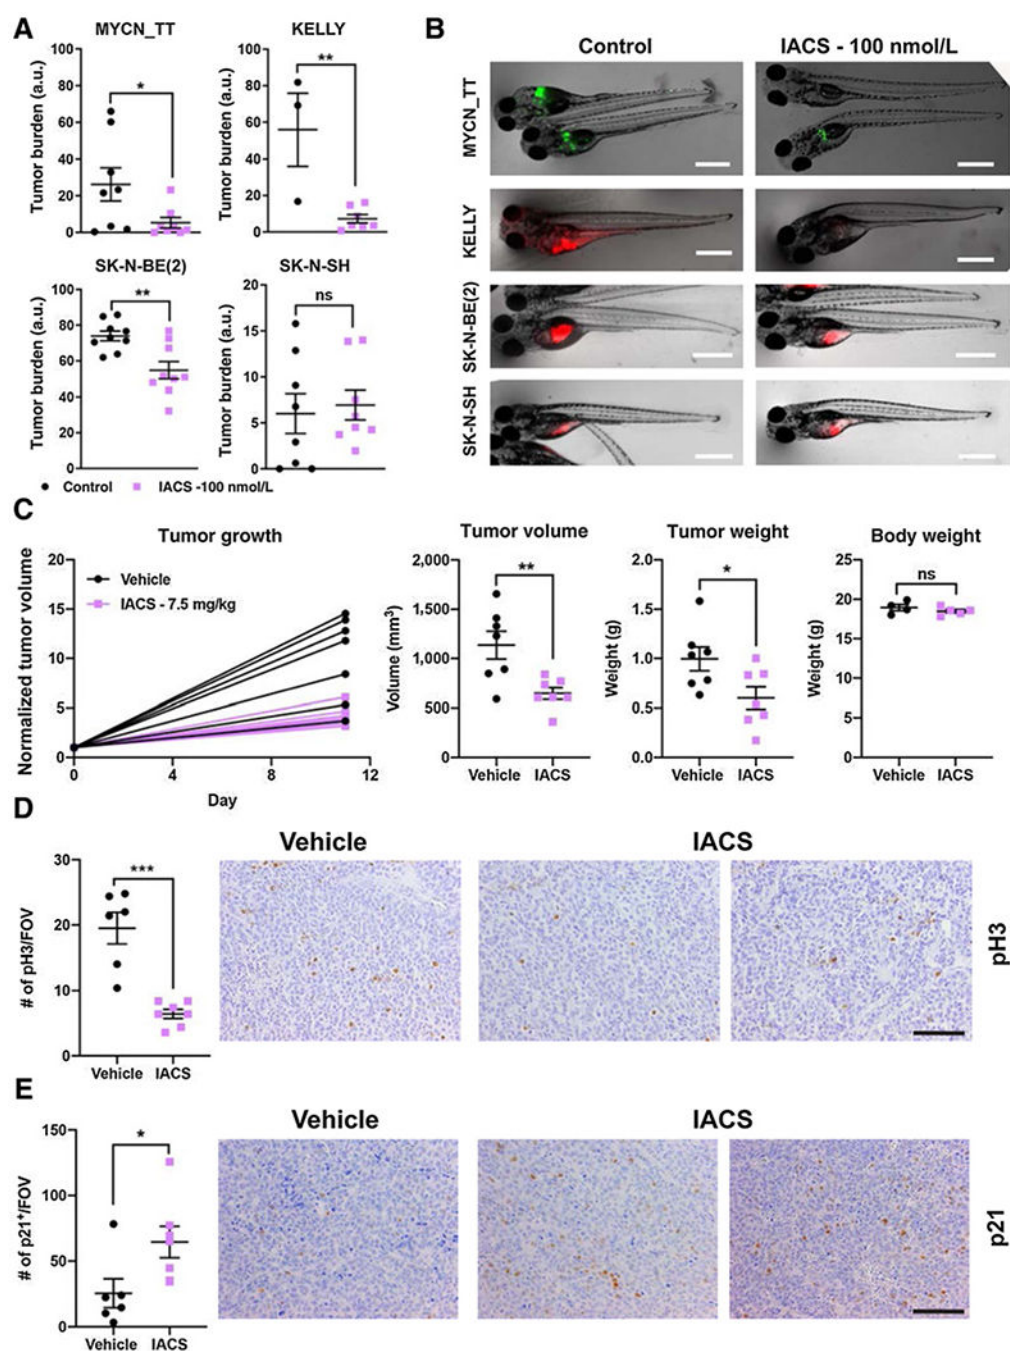 A
MYCN_TT
Tumor burden (a.u.)
100
80
60
40
20
0
*
KELLY
Tumor burden (a.u.)
100
80
60
40
20
0
**
SK-N-BE(2)
Tumor burden (a.u.)
100
80
60
40
20
0
**
SK-N-SH
Tumor burden (a.u.)
20
15
10
5
0
ns
Control
IACS -100 nmol/L
B
Control
IACS - 100 nmol/L
MYCN_TT
KELLY
SK-N-BE(2)
SK-N-SH
C
Tumor growth
Normalized tumor volume
20
15
10
5
0
Vehicle
IACS - 7.5 mg/kg
0 4 8 12
Day
Tumor volume
Volume (mm³)
2,000
1,500
1,000
500
0
**
Vehicle IACS
Tumor weight
Weight (g)
1.0
1.0
0.5
0.0
*
Vehicle IACS
Body weight
Weight (g)
25
20
15
10
5
0
ns
Vehicle IACS
D
# of pH3/FOV
30
20
10
0
***
Vehicle IACS
Vehicle
IACS
pH3
E
# of p21⁺/FOV
150
100
50
0
*
Vehicle IACS
Vehicle
IACS
p21